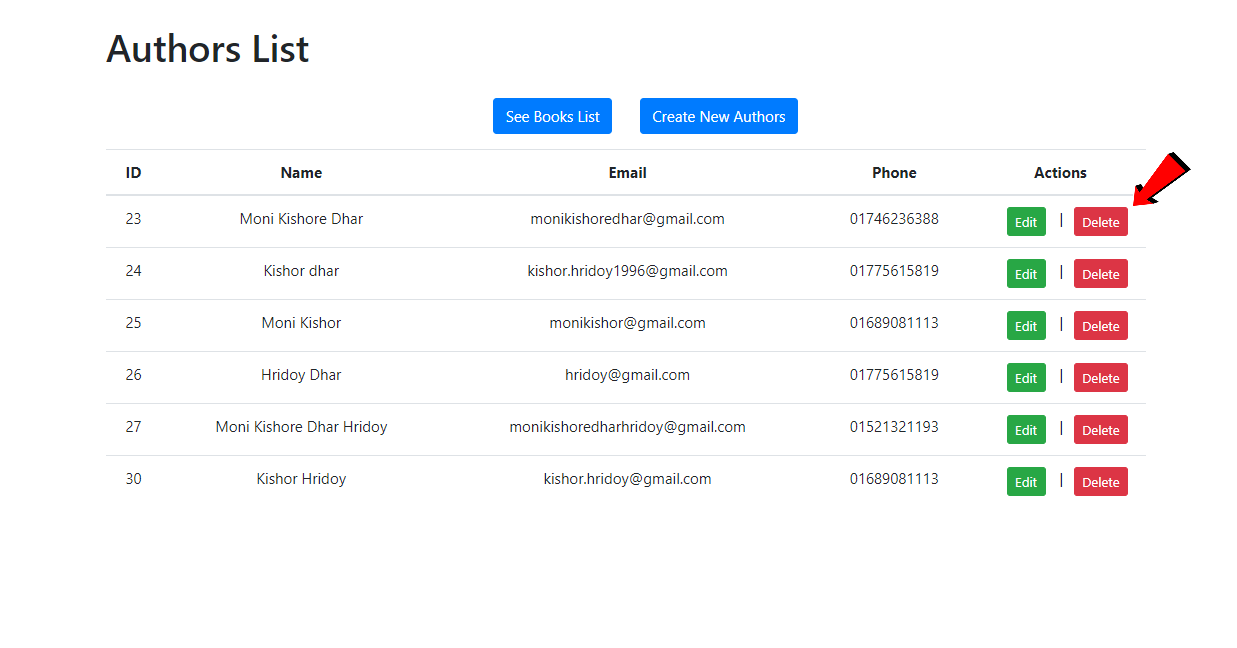 Authors List
See Books List Create New Authors
ID Name Email Phone Actions
23 Moni Kishore Dhar monikishoredhar@gmail.com 01746236388 Edit | Delete
24 Kishor dhar kishor.hridoy1996@gmail.com 01775615819 Edit | Delete
25 Moni Kishor monikishor@gmail.com 01689081113 Edit | Delete
26 Hridoy Dhar hridoy@gmail.com 01775615819 Edit | Delete
27 Moni Kishore Dhar Hridoy monikishoredharhridoy@gmail.com 01521321193 Edit | Delete
30 Kishor Hridoy kishor.hridoy@gmail.com 01689081113 Edit | Delete